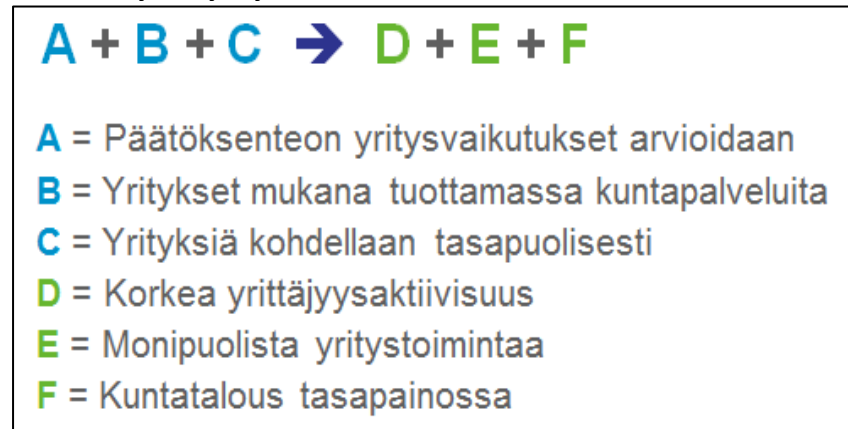 A + B + C ➔ D + E + F
A = Päätöksenteon yritysvaikutukset arvioidaan
B = Yritykset mukana tuottamassa kuntapalveluita
C = Yrityksiä kohdellaan tasapuolisesti
D = Korkea yrittäjyysaktiivisuus
E = Monipuolista yritystoimintaa
F = Kuntatalous tasapainossa